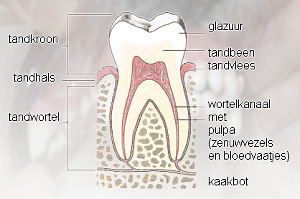 tandkroon
tandhals
tandwortel
glazuur
tandbeen
tandvlees
wortelkanaal
met
pulpa
(zenuwvezels
en bloedvaatjes)
kaakbot